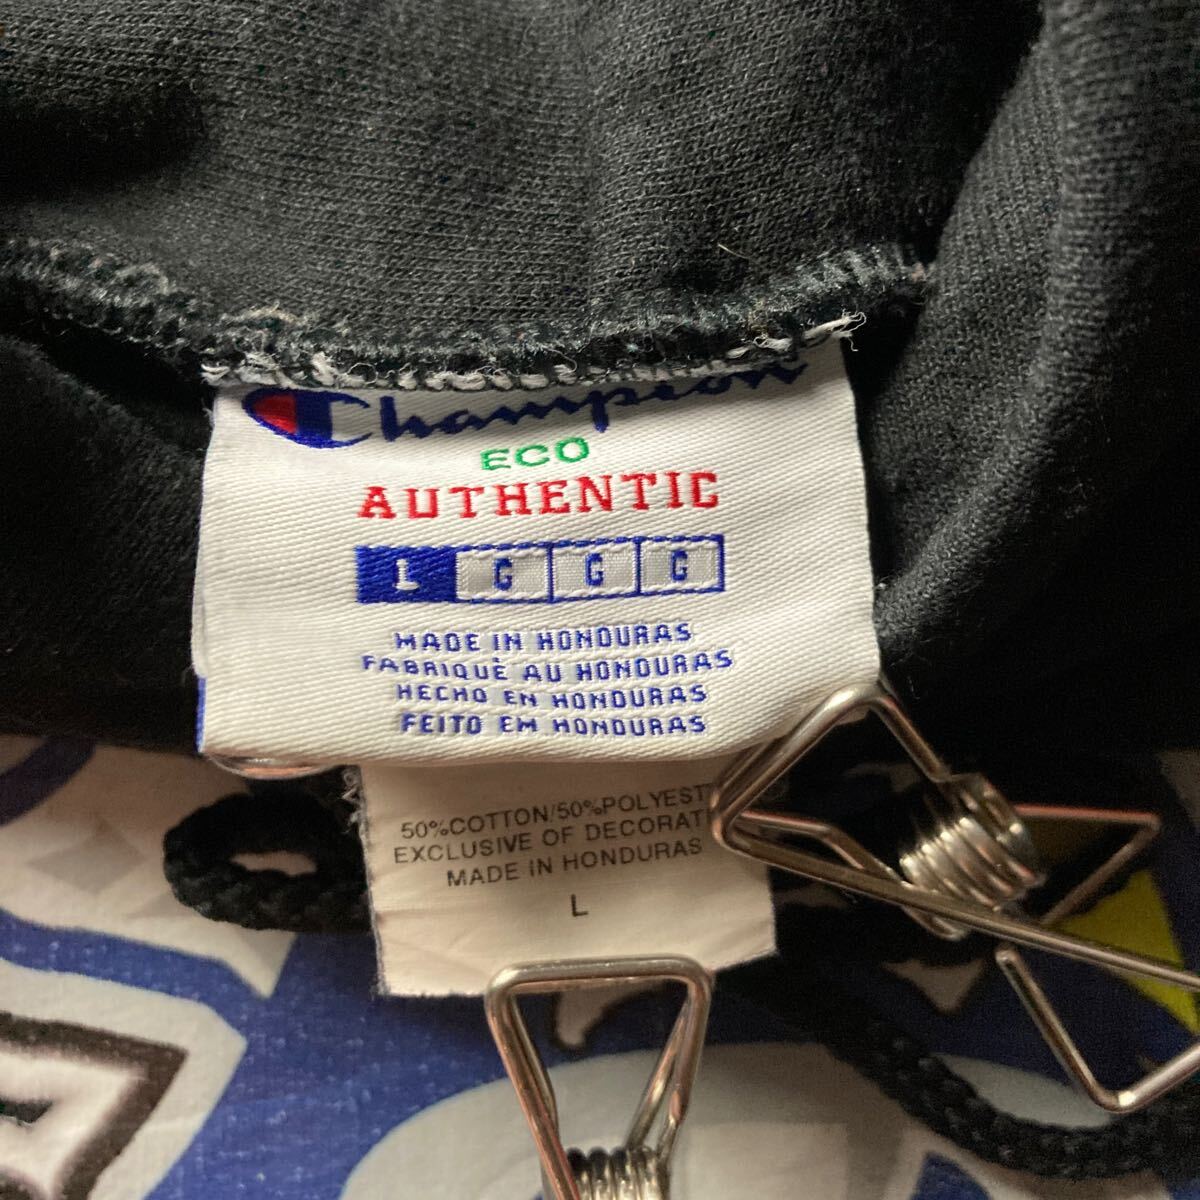 Champion
ECO
AUTHENTIC
L G G G
MADE IN HONDURAS
FABRIQUÈ AU HONDURAS
HECHO EN HONDURAS
FEITO EM HONDURAS
50%COTTON/50%POLYEST
EXCLUSIVE OF DECORAT
MADE IN HONDURAS
L